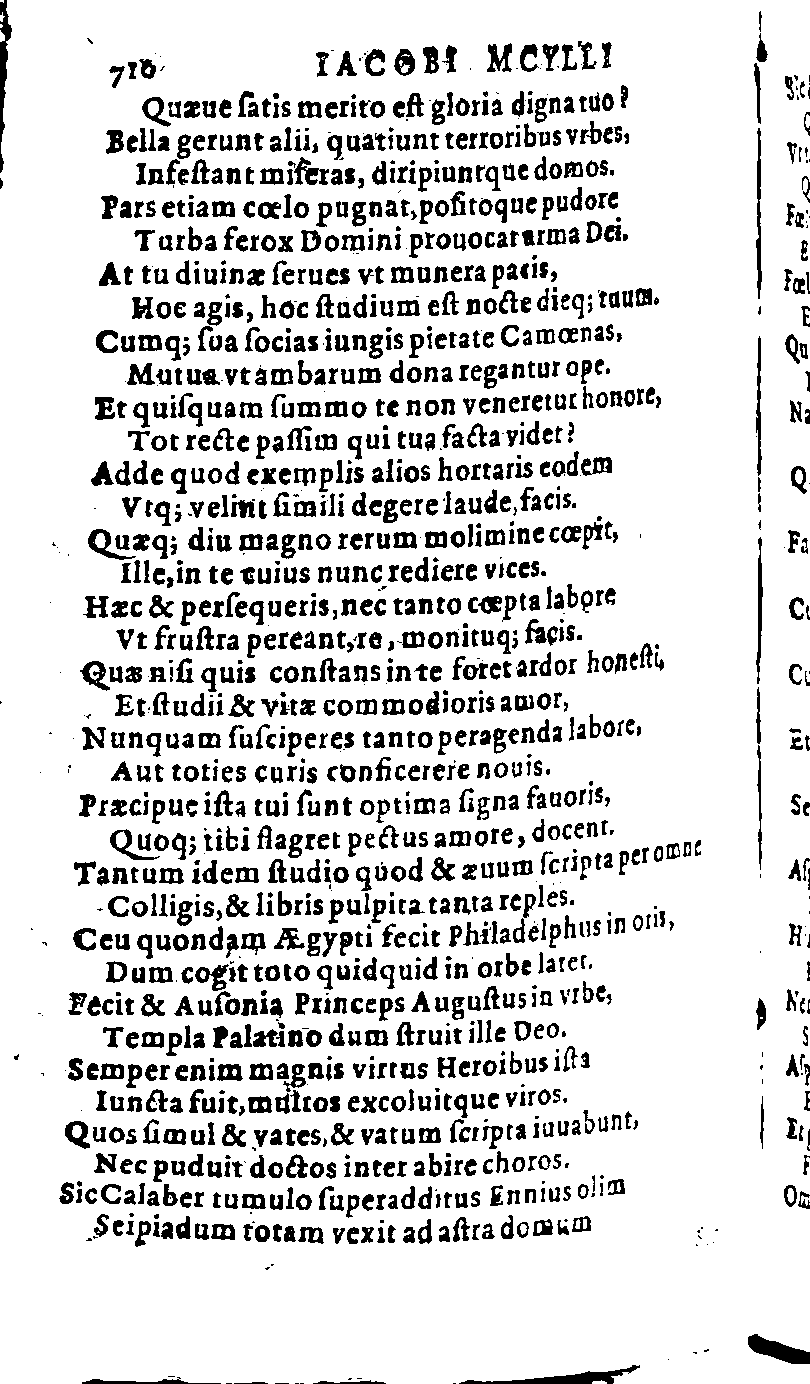 710 IACOBI MCYLLI
Quæue ſatis merito eſt gloria digna tuo?
Bella gerunt alii, quatiunt terroribus vrbes,
Infeſtant miſeras, diripiuntque domos.
Pars etiam cœlo pugnat, poſitoque pudore
Turba ferox Domini prouocat arma Dei.
At tu diuinæ ſerues vt munera pacis,
Hoc agis, hoc ſtudium eſt nocte dieq; tuum.
Cumq; ſua ſocias iungis pietate Camœnas,
Mutua vt ambarum dona regantur ope.
Et quiſquam ſummo te non veneretur honore,
Tot recte paſſim qui tua facta videt?
Adde quod exemplis alios hortaris eodem
Vtq; velint ſimili degere laude, facis.
Quæq; diu magno rerum molimine cœpit,
Ille, in te cuius nunc rediere vices.
Hæc & perſequeris, nec tanto cœpta labore
Vt fruſtra pereant, re, monituq; facis.
Quæ niſi quis conſtans in te foret ardor honeſti,
Et ſtudii & vitæ commodioris amor,
Nunquam ſuſciperes tanto peragenda labore,
Aut toties curis conficerere nouis.
Præcipue iſta tui ſunt optima ſigna fauoris,
Quoq; tibi flagret pectus amore, docent.
Tantum idem ſtudio quod & æuum ſcripta per omne
Colligis, & libris pulpita tanta reples.
Ceu quondam Ægypti fecit Philadelphus in oris,
Dum cogit toto quidquid in orbe latet.
Fecit & Auſonia Princeps Auguſtus in vrbe,
Templa Palatino dum ſtruit ille Deo.
Semper enim magnis virtus Heroibus iſta
Iuncta fuit, multos excoluitque viros.
Quos ſimul & vates, & vatum ſcripta iuuabunt,
Nec puduit doctos inter abire choros.
Sic Calaber tumulo ſuperadditus Ennius olim
Scipiadum totam vexit ad aſtra domum